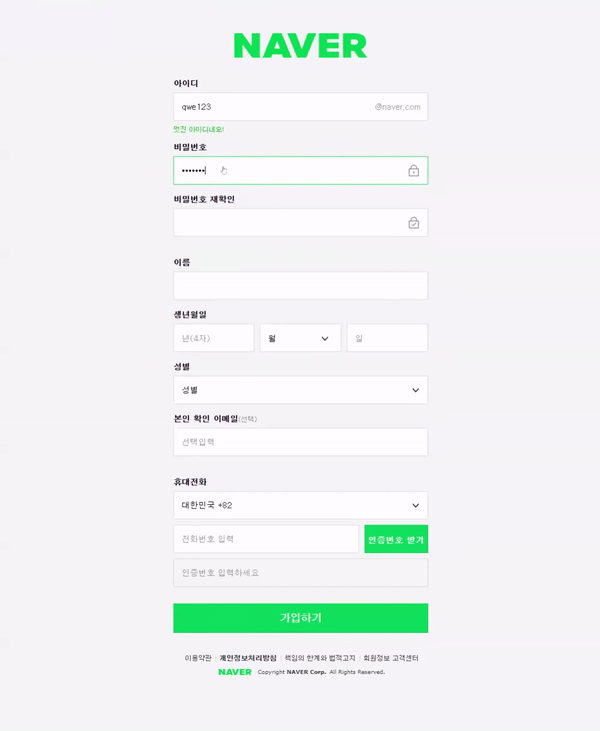 NAVER
아이디
qwe123 @naver.com
멋진 아이디네요!
비밀번호
•••••••
비밀번호 재확인
이름
생년월일
년(4자) 월 일
성별
성별
본인 확인 이메일(선택)
선택입력
휴대전화
대한민국 +82
전화번호 입력 인증번호 받기
인증번호 입력하세요
가입하기
이용약관 | 개인정보처리방침 | 책임의 한계와 법적고지 | 회원정보 고객센터
NAVER Copyright NAVER Corp. All Rights Reserved.